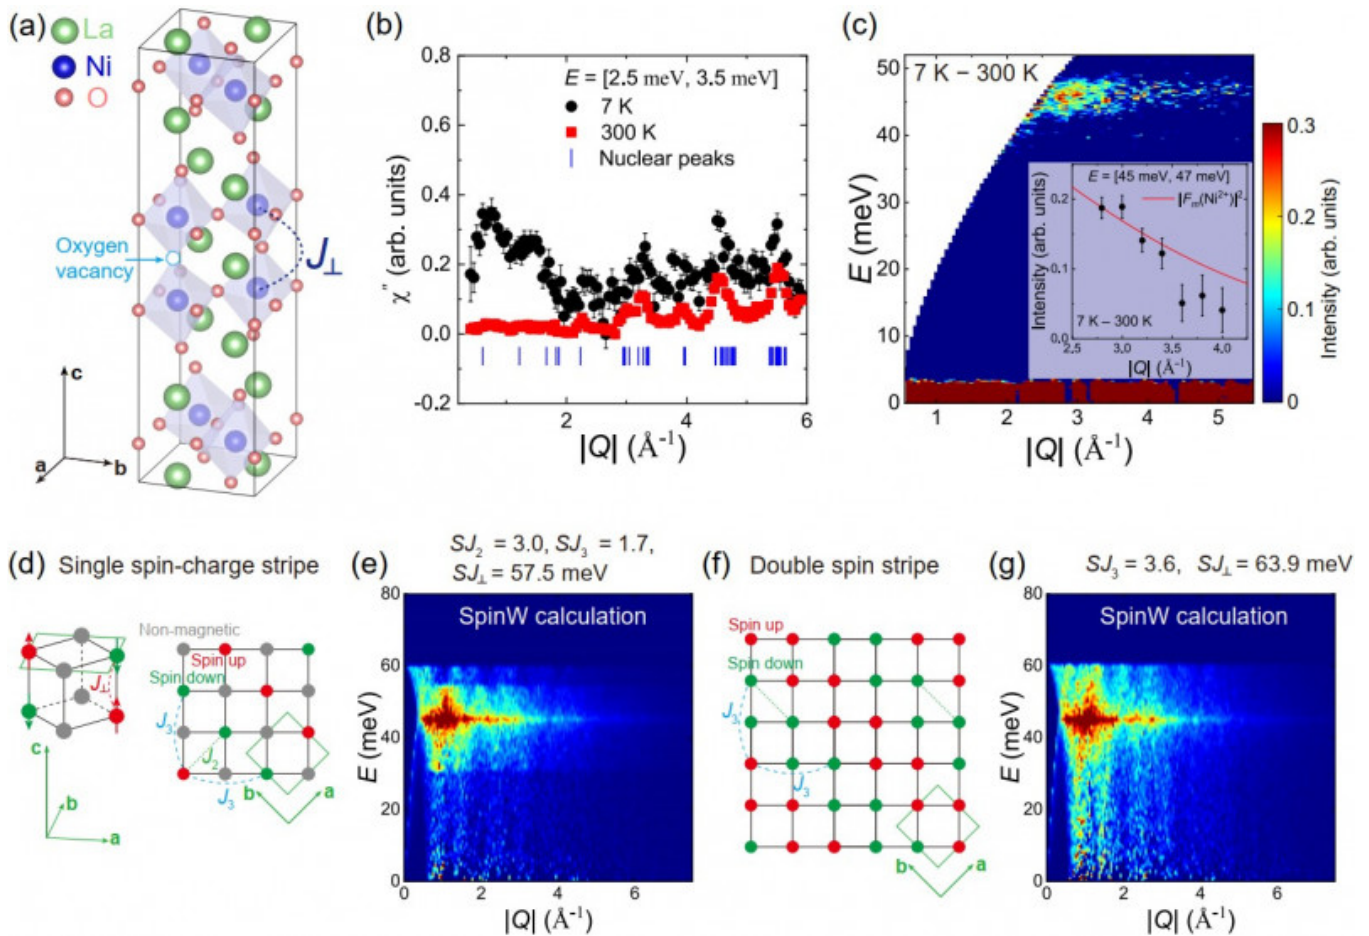 (a)
La
Ni
O
Oxygen
vacancy
J⊥
c
a
b
(b)
E = [2.5 meV, 3.5 meV]
7 K
300 K
Nuclear peaks
χ" (arb. units)
0.8
0.6
0.4
0.2
0.0
-0.2
2 4 6
|Q| (Å⁻¹)
(c)
7 K – 300 K
E (meV)
50
40
30
20
10
0
1 2 3 4 5
|Q| (Å⁻¹)
E = [45 meV, 47 meV]
|Fm(Ni²⁺)|²
Intensity (arb. units)
0.2
0.1
0.0
7 K – 300 K
2.5 3.0 3.5 4.0
|Q| (Å⁻¹)
0.3
0.2
0.1
0
Intensity (arb. units)
(d) Single spin-charge stripe
Non-magnetic
Spin up
Spin down
J⊥
J3
J2
J3
c
b
a
b a
(e)
SJ2 = 3.0, SJ3 = 1.7,
SJ⊥ = 57.5 meV
SpinW calculation
E (meV)
80
60
40
20
0
0 2 4 6
|Q| (Å⁻¹)
(f) Double spin stripe
Spin up
Spin down
J3
J3
b a
(g) SJ3 = 3.6, SJ⊥ = 63.9 meV
SpinW calculation
E (meV)
80
60
40
20
0
0 2 4 6
|Q| (Å⁻¹)